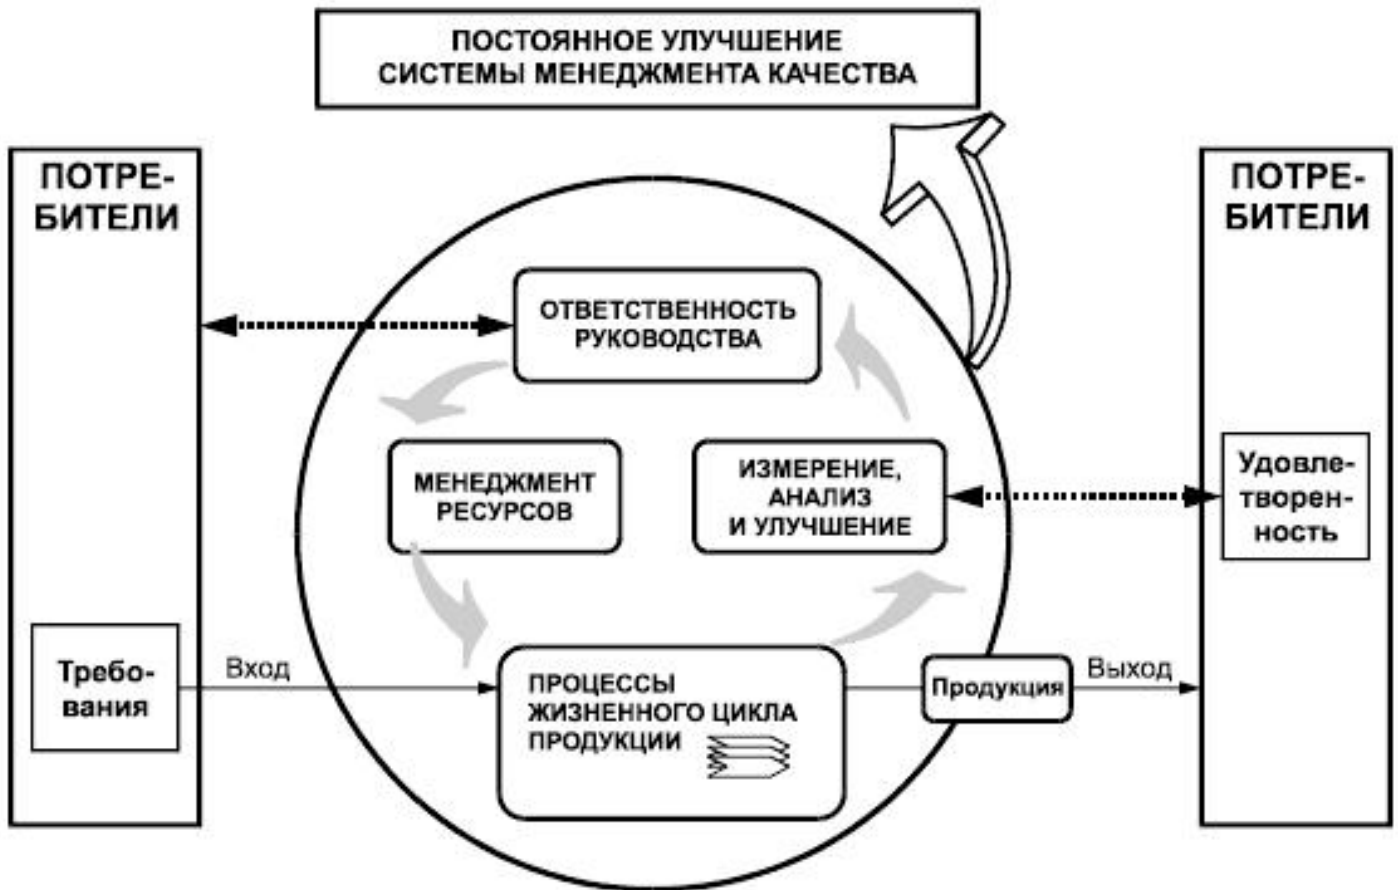 ПОСТОЯННОЕ УЛУЧШЕНИЕ
СИСТЕМЫ МЕНЕДЖМЕНТА КАЧЕСТВА
ПОТРЕ-
БИТЕЛИ
ПОТРЕ-
БИТЕЛИ
ОТВЕТСТВЕННОСТЬ
РУКОВОДСТВА
МЕНЕДЖМЕНТ
РЕСУРСОВ
ИЗМЕРЕНИЕ,
АНАЛИЗ
И УЛУЧШЕНИЕ
Удовле-
творен-
ность
Требо-
вания
Вход
ПРОЦЕССЫ
ЖИЗНЕННОГО ЦИКЛА
ПРОДУКЦИИ
Продукция
Выход